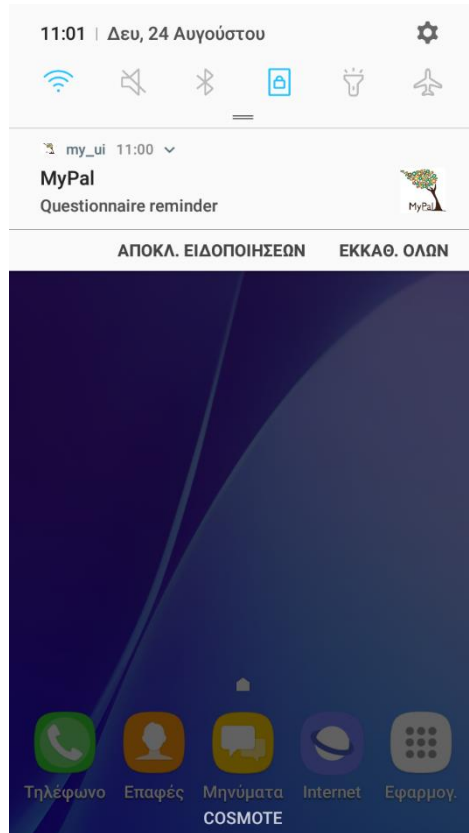 11:01 | Δευ, 24 Αυγούστου
my_ui 11:00
MyPal
Questionnaire reminder
MyPal
ΑΠΟΚΛ. ΕΙΔΟΠΟΙΗΣΕΩΝ ΕΚΚΑΘ. ΟΛΩΝ
Τηλέφωνο Επαφές Μηνύματα Internet Εφαρμογ.
COSMOTE